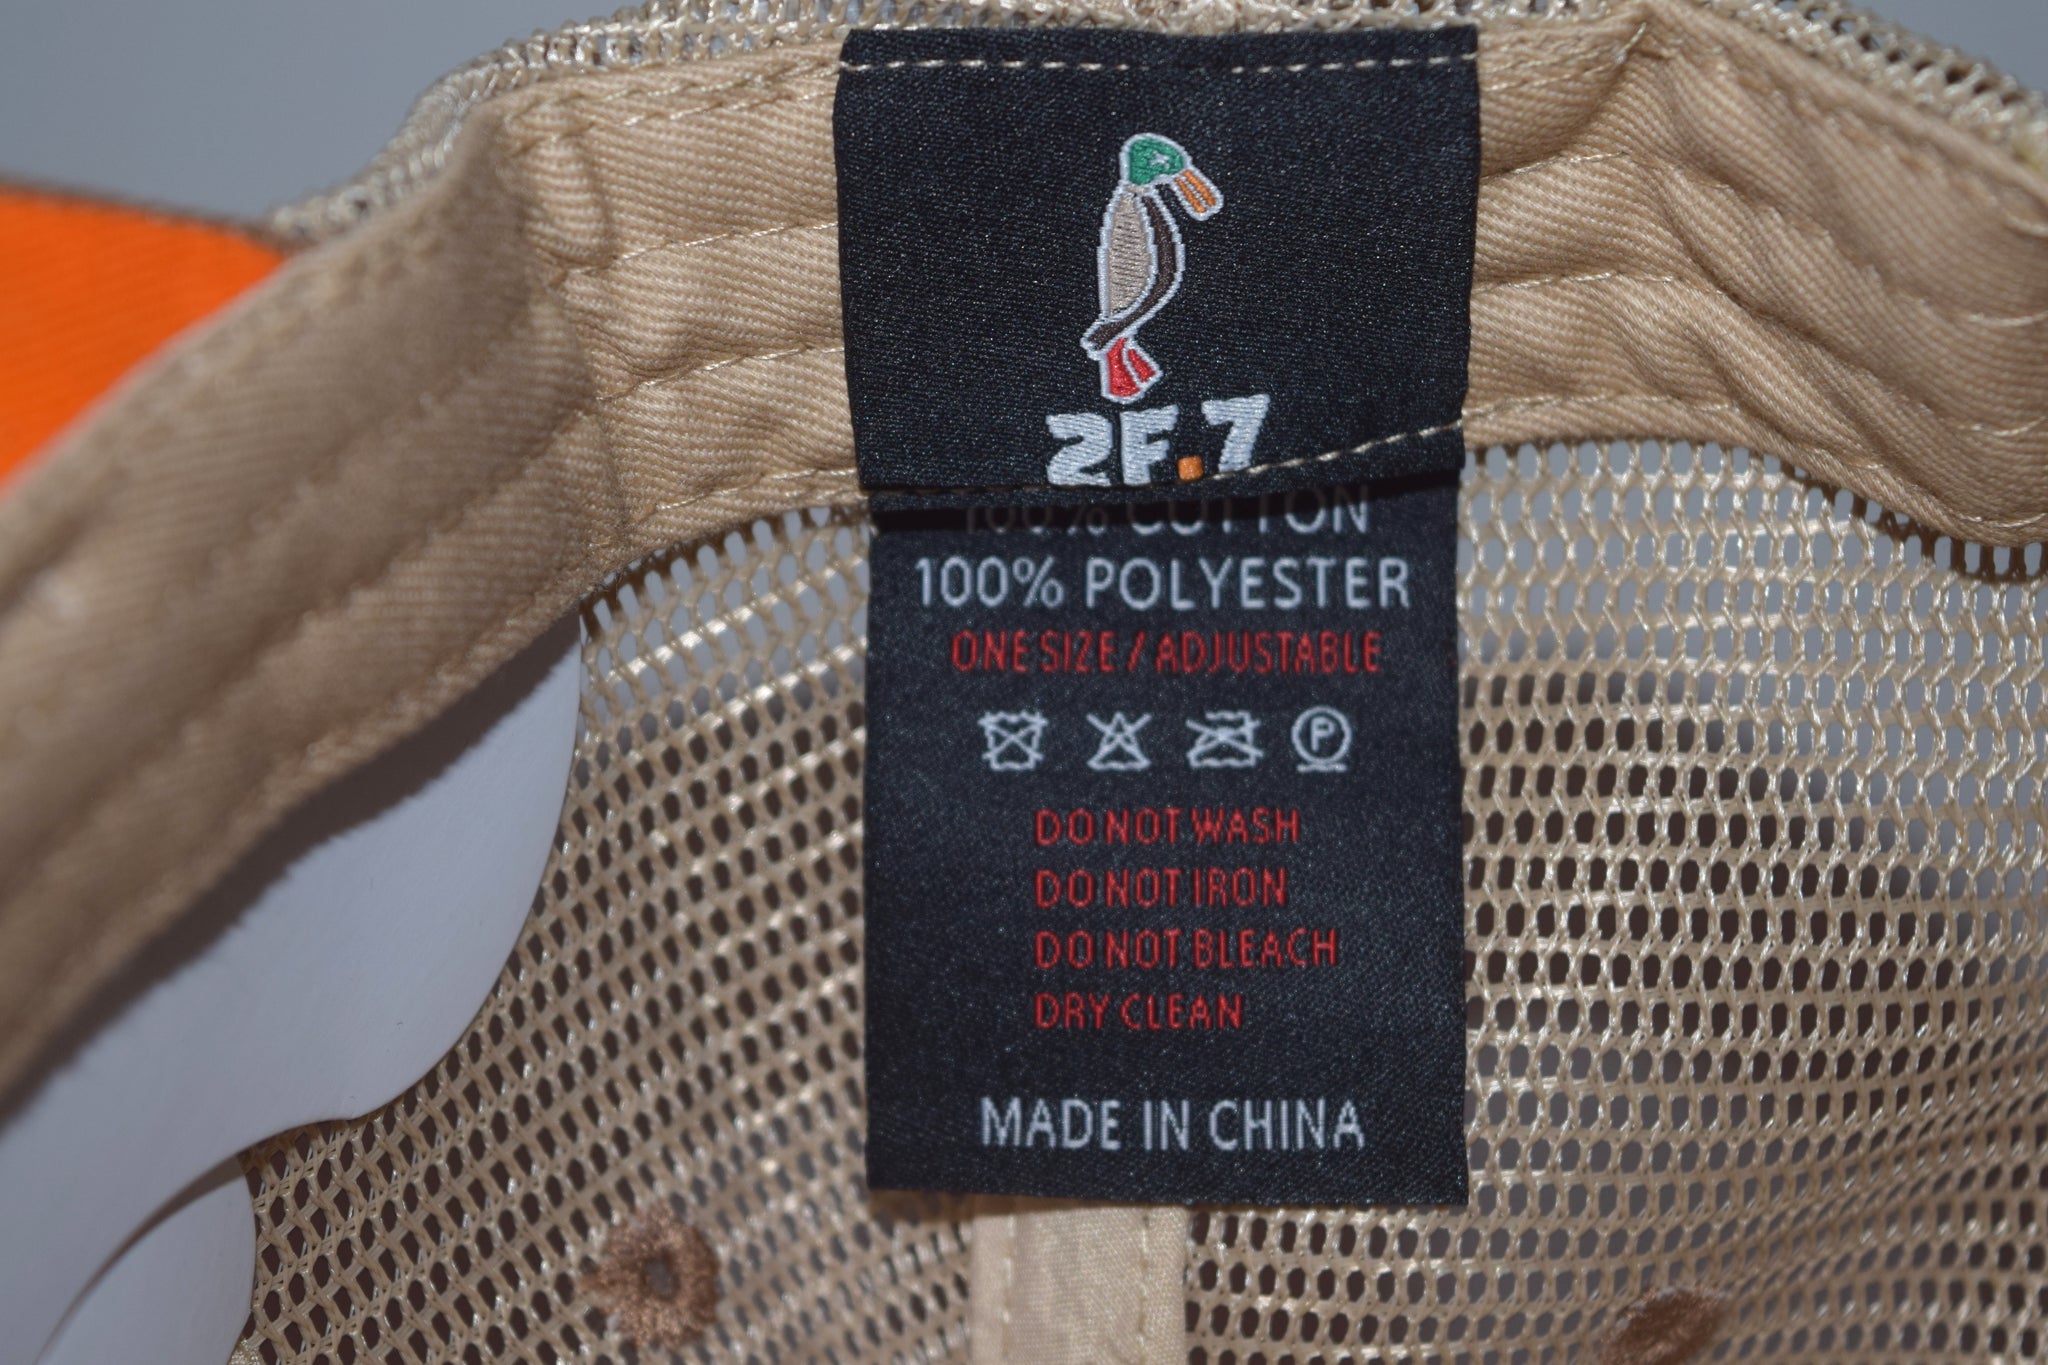 2F.7
100% COTTON
100% POLYESTER
ONE SIZE / ADJUSTABLE
P
DO NOT WASH
DO NOT IRON
DO NOT BLEACH
DRY CLEAN
MADE IN CHINA